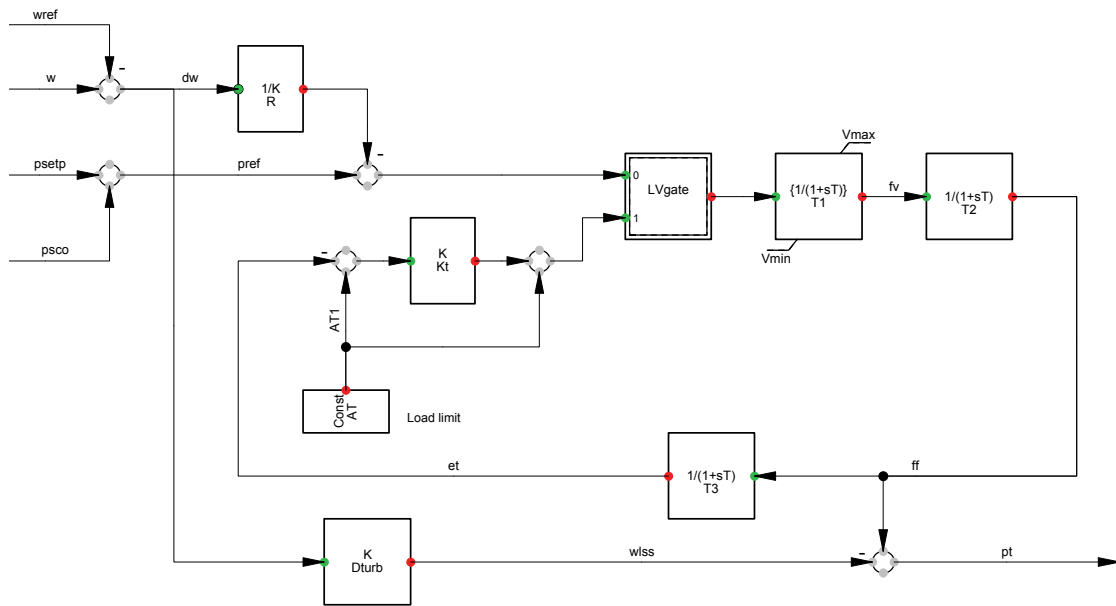 wref
-
w
dw
1/K
R
-
psetp
pref
psco
0
LVgate
1
Vmax
{1/(1+sT)}
T1
Vmin
fv
1/(1+sT)
T2
-
K
Kt
AT1
Const
AT
Load limit
et
1/(1+sT)
T3
ff
K
Dturb
wlss
-
pt